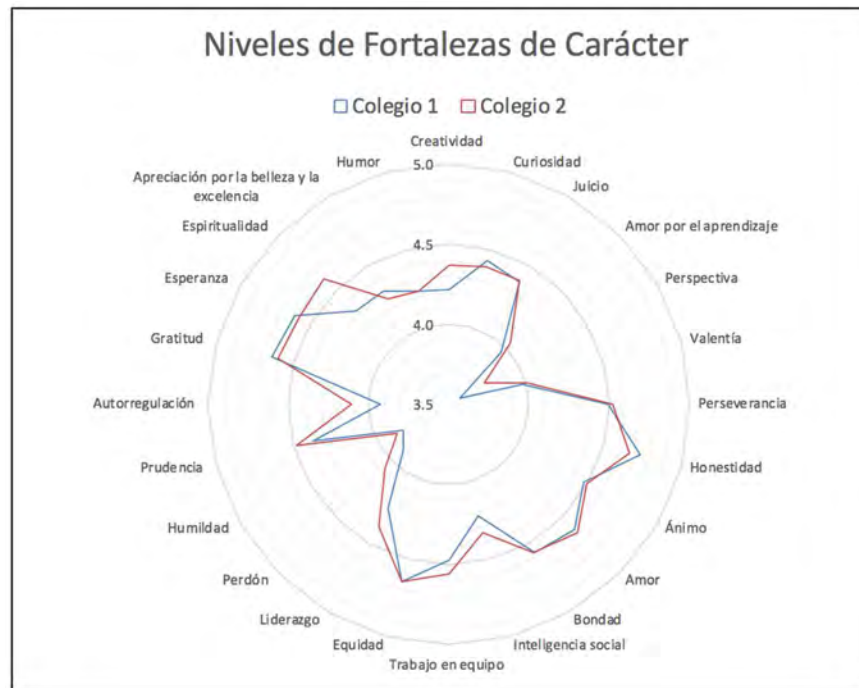 Niveles de Fortalezas de Carácter
Colegio 1 Colegio 2
Creatividad
Curiosidad
Juicio
Amor por el aprendizaje
Perspectiva
Valentía
Perseverancia
Honestidad
Ánimo
Amor
Bondad
Inteligencia social
Trabajo en equipo
Equidad
Liderazgo
Perdón
Humildad
Prudencia
Autorregulación
Gratitud
Esperanza
Espiritualidad
Apreciación por la belleza y la
excelencia
Humor
5.0
4.5
4.0
3.5